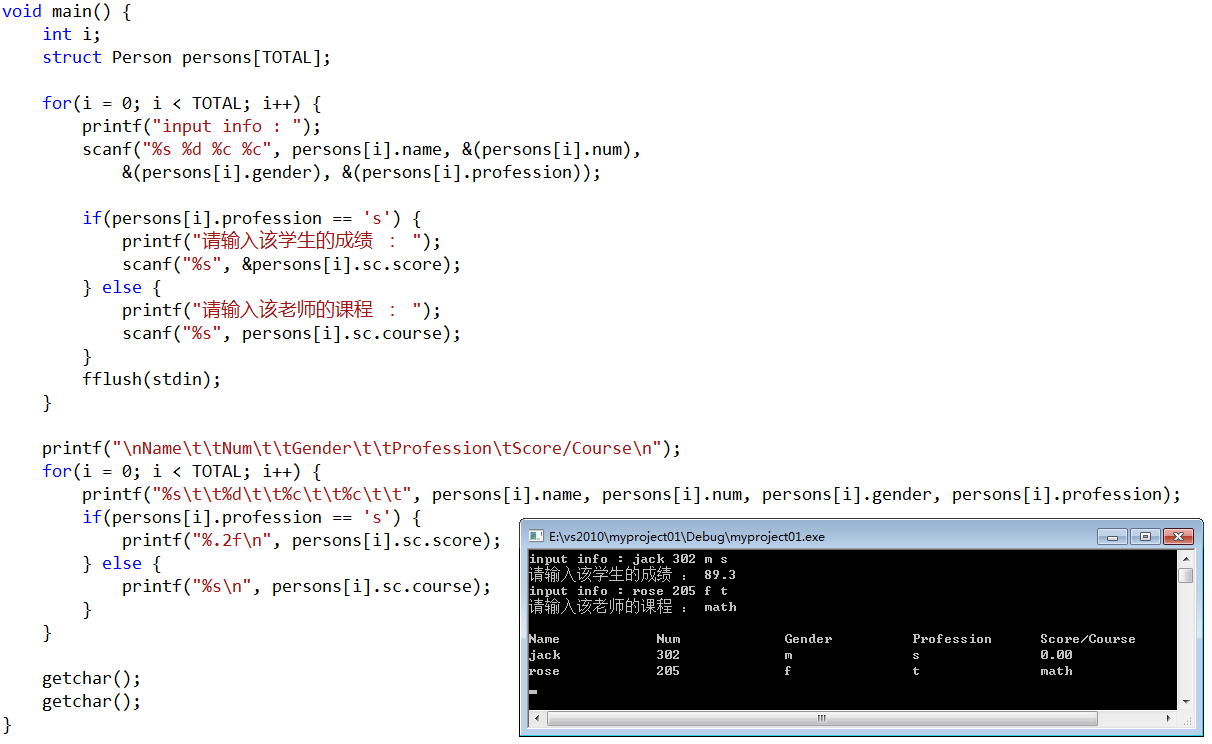 void main() {
    int i;
    struct Person persons[TOTAL];
    for(i = 0; i < TOTAL; i++) {
        printf("input info : ");
        scanf("%s %d %c %c", persons[i].name, &(persons[i].num),
            &(persons[i].gender), &(persons[i].profession));
        if(persons[i].profession == 's') {
            printf("请输入该学生的成绩 : ");
            scanf("%s", &persons[i].sc.score);
        } else {
            printf("请输入该老师的课程 : ");
            scanf("%s", persons[i].sc.course);
        }
        fflush(stdin);
    }
    printf("\nName\t\tNum\t\tGender\t\tProfession\tScore/Course\n");
    for(i = 0; i < TOTAL; i++) {
        printf("%s\t\t%d\t\t%c\t\t%c\t\t", persons[i].name, persons[i].num, persons[i].gender, persons[i].profession);
        if(persons[i].profession == 's') {
            printf("%.2f\n", persons[i].sc.score);
        } else {
            printf("%s\n", persons[i].sc.course);
        }
    }
    getchar();
    getchar();
}
E:\vs2010\myproject01\Debug\myproject01.exe
input info : jack 302 m s
请输入该学生的成绩 : 89.3
input info : rose 205 f t
请输入该老师的课程 : math
Name Num Gender Profession Score/Course
jack 302 m s 0.00
rose 205 f t math